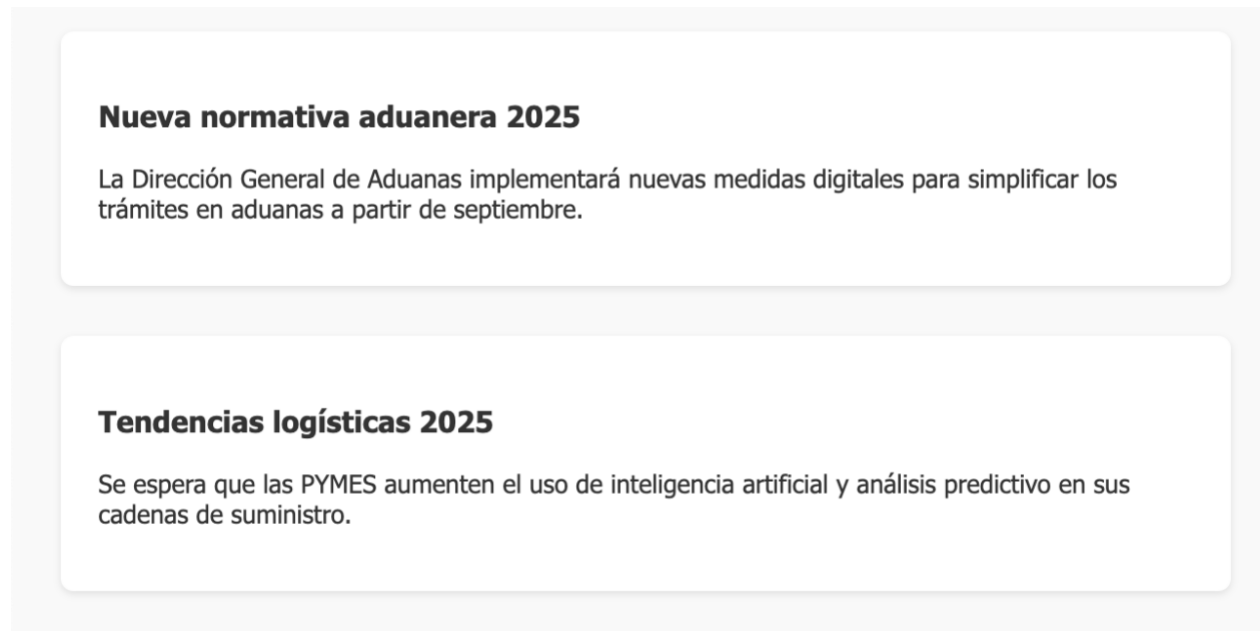 Nueva normativa aduanera 2025
La Dirección General de Aduanas implementará nuevas medidas digitales para simplificar los
trámites en aduanas a partir de septiembre.
Tendencias logísticas 2025
Se espera que las PYMES aumenten el uso de inteligencia artificial y análisis predictivo en sus
cadenas de suministro.